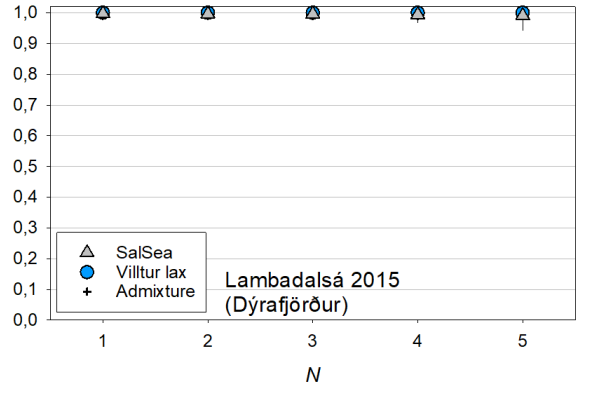 1,0
0,9
0,8
0,7
0,6
0,5
0,4
0,3
0,2
0,1
0,0
SalSea
Villtur lax
Admixture
Lambadalsá 2015
(Dýrafjörður)
1 2 3 4 5
N